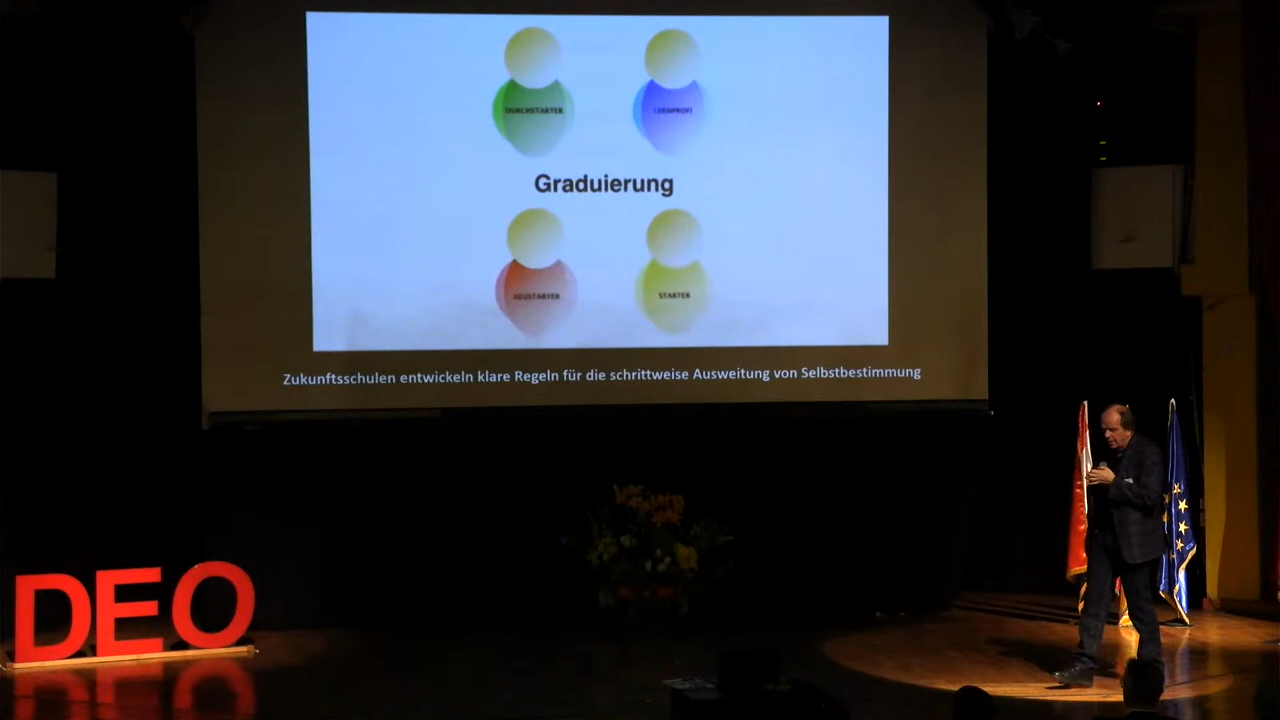 DURCHSTARTER
LERNPROFI
Graduierung
NEUSTARTER
STARTER
Zukunftsschulen entwickeln klare Regeln für die schrittweise Ausweitung von Selbstbestimmung
DEO